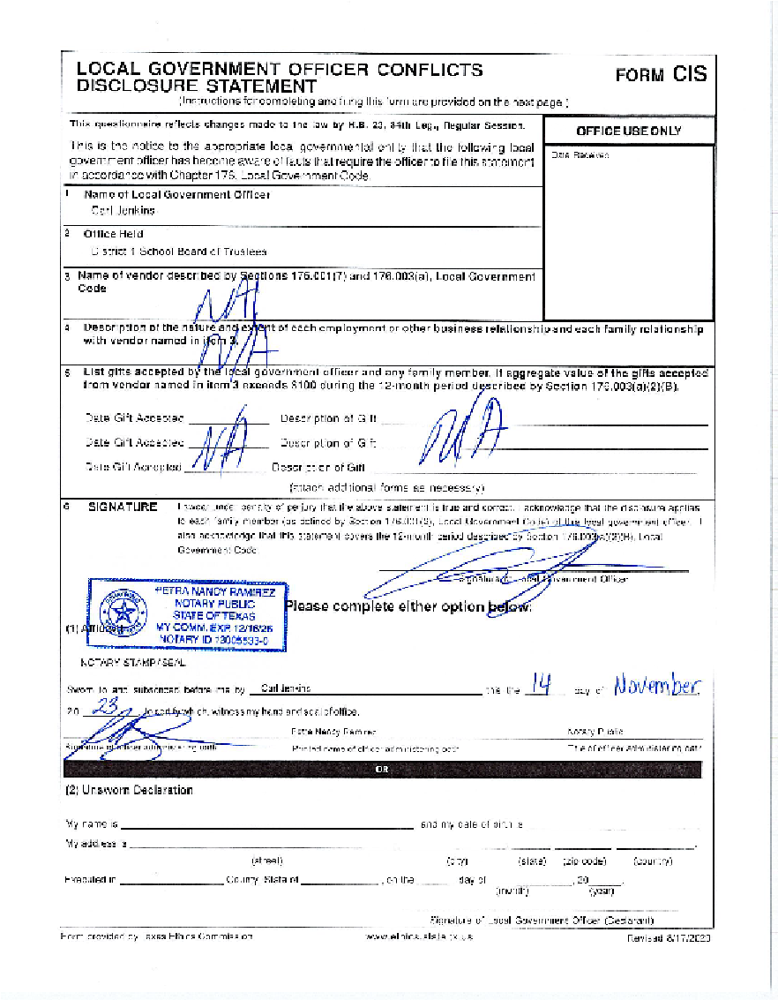 LOCAL GOVERNMENT OFFICER CONFLICTS
DISCLOSURE STATEMENT
FORM CIS
(Instructions for completing and filing this form are provided on the next page.)
This questionnaire reflects changes made to the law by H.B. 23, 84th Leg., Regular Session.
OFFICE USE ONLY
This is the notice to the appropriate local governmental entity that the following local
government officer has become aware of facts that require the officer to file this statement
in accordance with Chapter 176, Local Government Code.
Date Received
1 Name of Local Government Officer
Carl Jenkins
2 Office Held
District 1 School Board of Trustees
3 Name of vendor described by Sections 176.001(7) and 176.003(a), Local Government
Code
N/A
4 Description of the nature and extent of each employment or other business relationship and each family relationship
with vendor named in item 3.
N/A
5 List gifts accepted by the local government officer and any family member, if aggregate value of the gifts accepted
from vendor named in item 3 exceeds $100 during the 12-month period described by Section 176.003(a)(2)(B).
Date Gift Accepted Description of Gift
Date Gift Accepted N/A Description of Gift N/A
Date Gift Accepted Description of Gift
(attach additional forms as necessary)
6 SIGNATURE I swear under penalty of perjury that the above statement is true and correct. I acknowledge that the disclosure applies
to each family member (as defined by Section 176.001(2), Local Government Code) of this local government officer. I
also acknowledge that this statement covers the 12-month period described by Section 176.003(a)(2)(B), Local
Government Code.
Signature of Local Government Officer
PETRA NANCY RAMIREZ
NOTARY PUBLIC
STATE OF TEXAS
MY COMM. EXP. 12/16/26
NOTARY ID 13005533-0
Please complete either option below:
(1) Affidavit
NOTARY STAMP/SEAL
Sworn to and subscribed before me by Carl Jenkins this the 14 day of November,
20 23, to certify which, witness my hand and seal of office.
Petra Nancy Ramirez Notary Public
Signature of officer administering oath Printed name of officer administering oath Title of officer administering oath
OR
(2) Unsworn Declaration
My name is , and my date of birth is
My address is
(street) (city) (state) (zip code) (country)
Executed in County, State of , on the day of , 20 .
(month) (year)
Signature of Local Government Officer (Declarant)
Form provided by Texas Ethics Commission www.ethics.state.tx.us Revised 8/17/2020